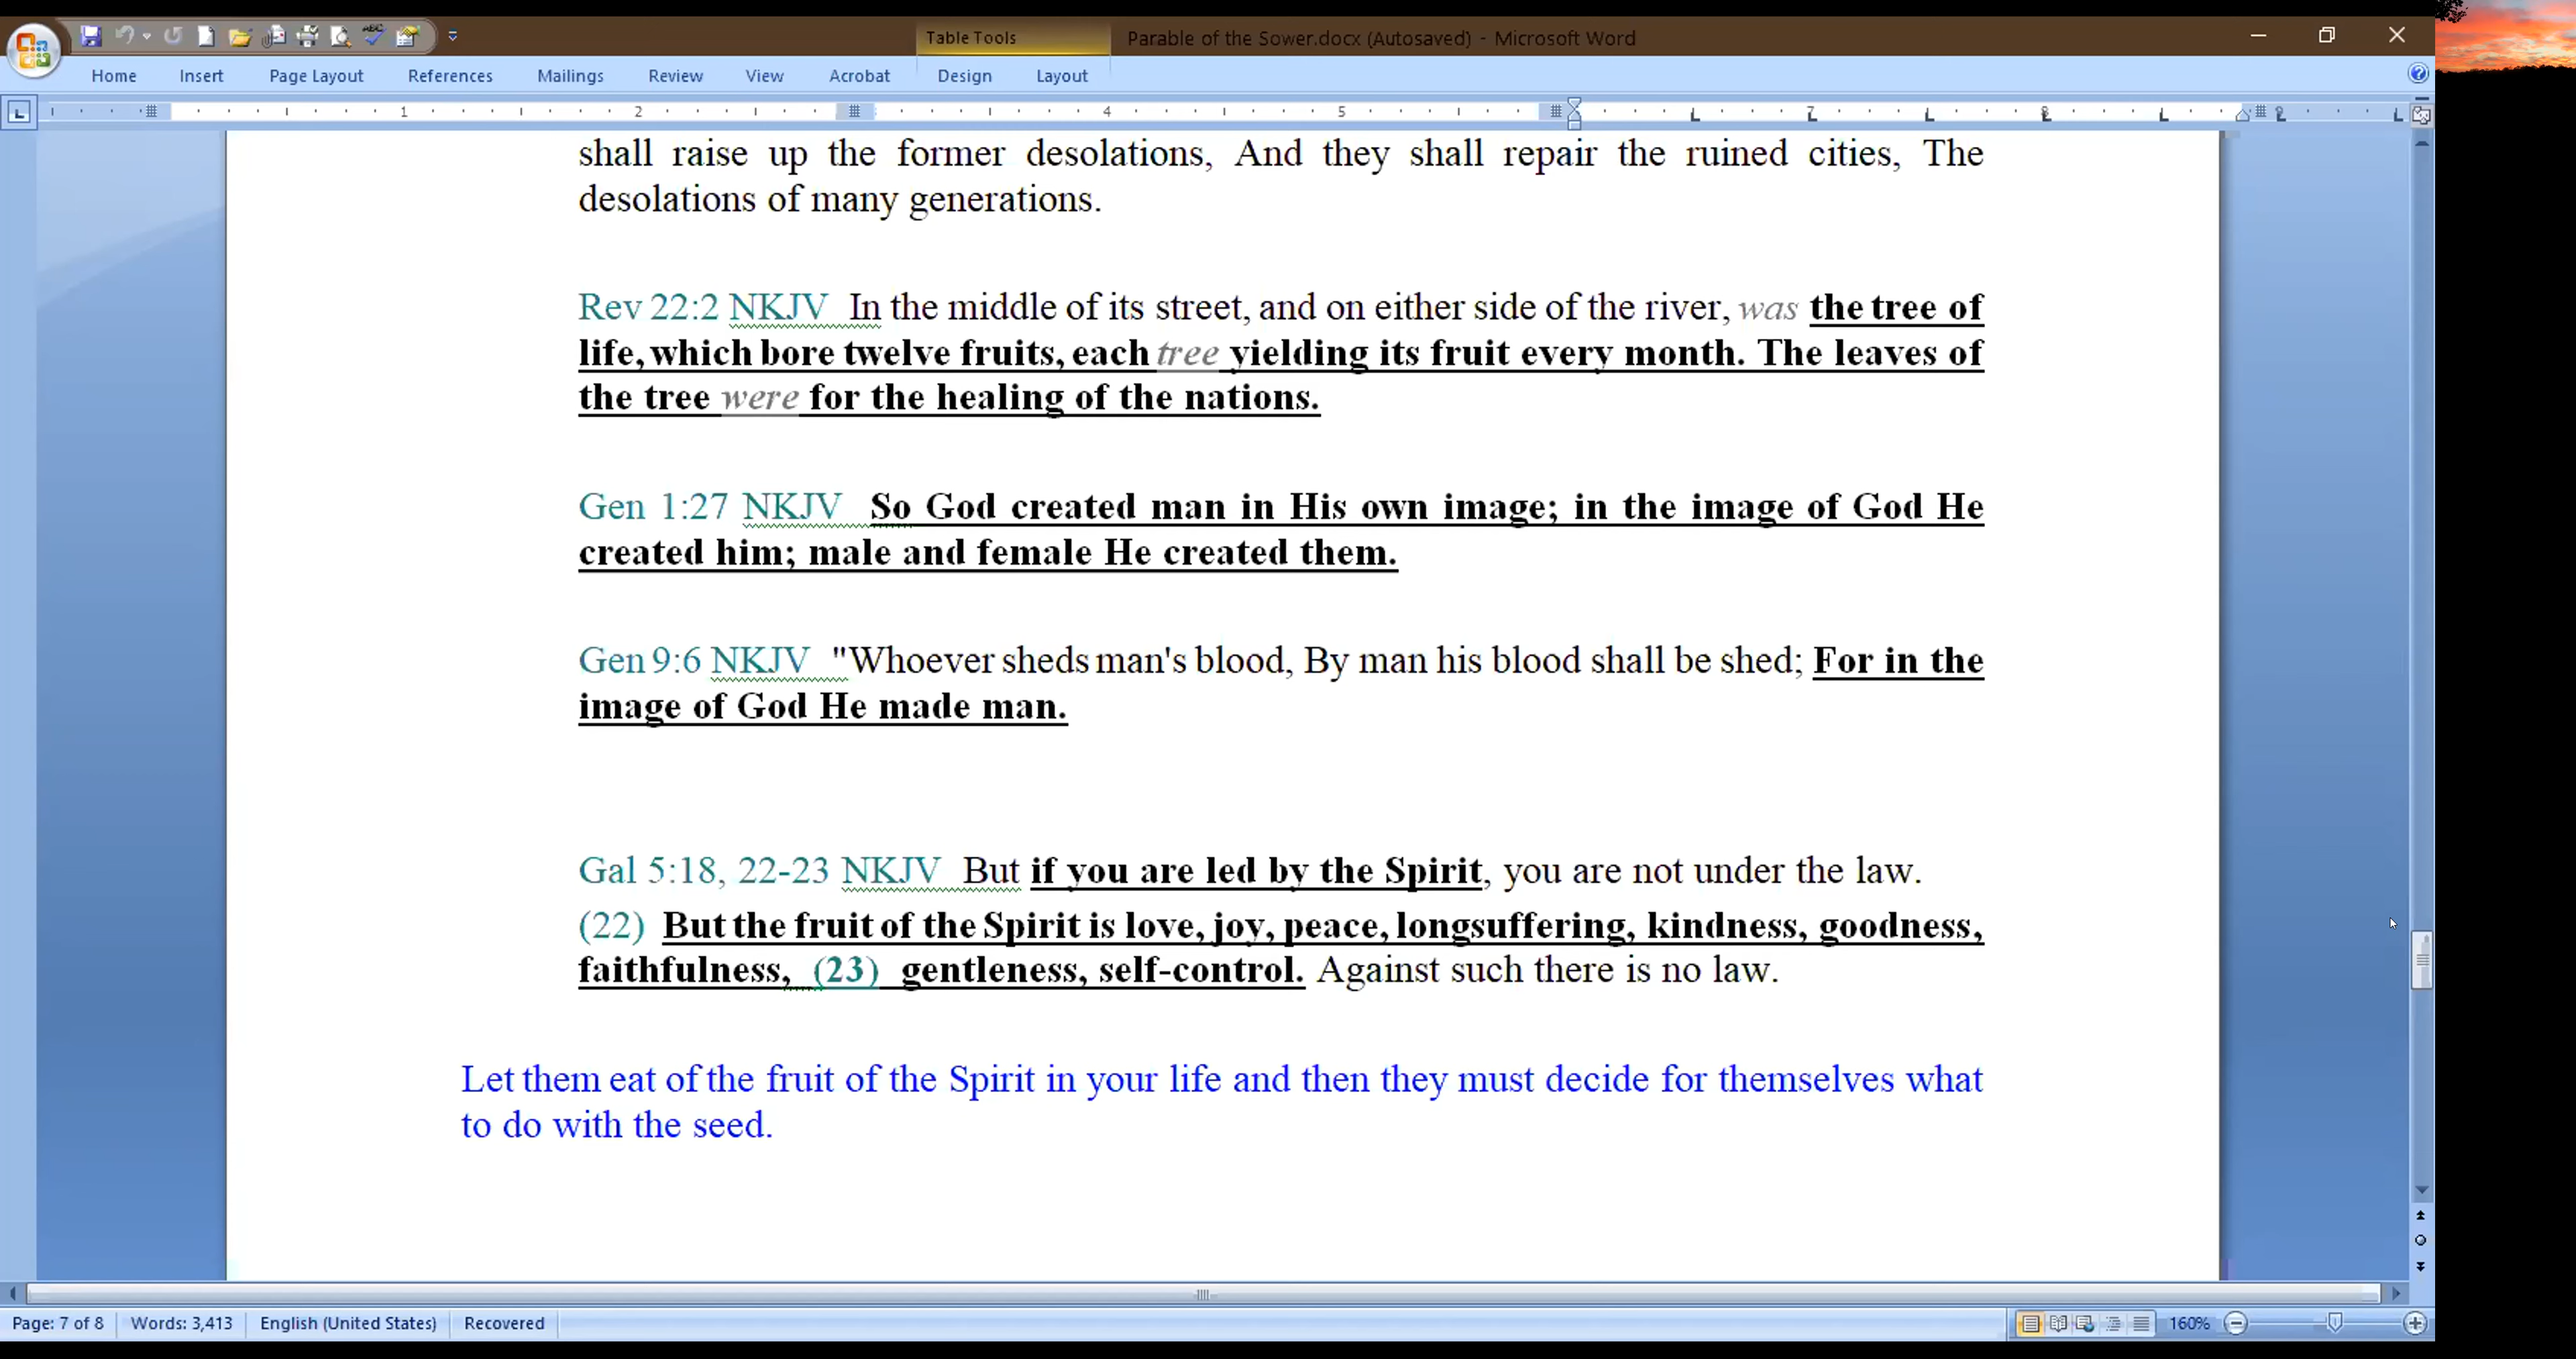 Table Tools
Parable of the Sower.docx (Autosaved) - Microsoft Word
Home Insert Page Layout References Mailings Review View Acrobat Design Layout
1 2 4 5 7 8 9
shall raise up the former desolations, And they shall repair the ruined cities, The
desolations of many generations.
Rev 22:2 NKJV In the middle of its street, and on either side of the river, was the tree of
life, which bore twelve fruits, each tree yielding its fruit every month. The leaves of
the tree were for the healing of the nations.
Gen 1:27 NKJV So God created man in His own image; in the image of God He
created him; male and female He created them.
Gen 9:6 NKJV "Whoever sheds man's blood, By man his blood shall be shed; For in the
image of God He made man.
Gal 5:18, 22-23 NKJV But if you are led by the Spirit, you are not under the law.
(22) But the fruit of the Spirit is love, joy, peace, longsuffering, kindness, goodness,
faithfulness, (23) gentleness, self-control. Against such there is no law.
Let them eat of the fruit of the Spirit in your life and then they must decide for themselves what
to do with the seed.
Page: 7 of 8 Words: 3,413 English (United States) Recovered 160%